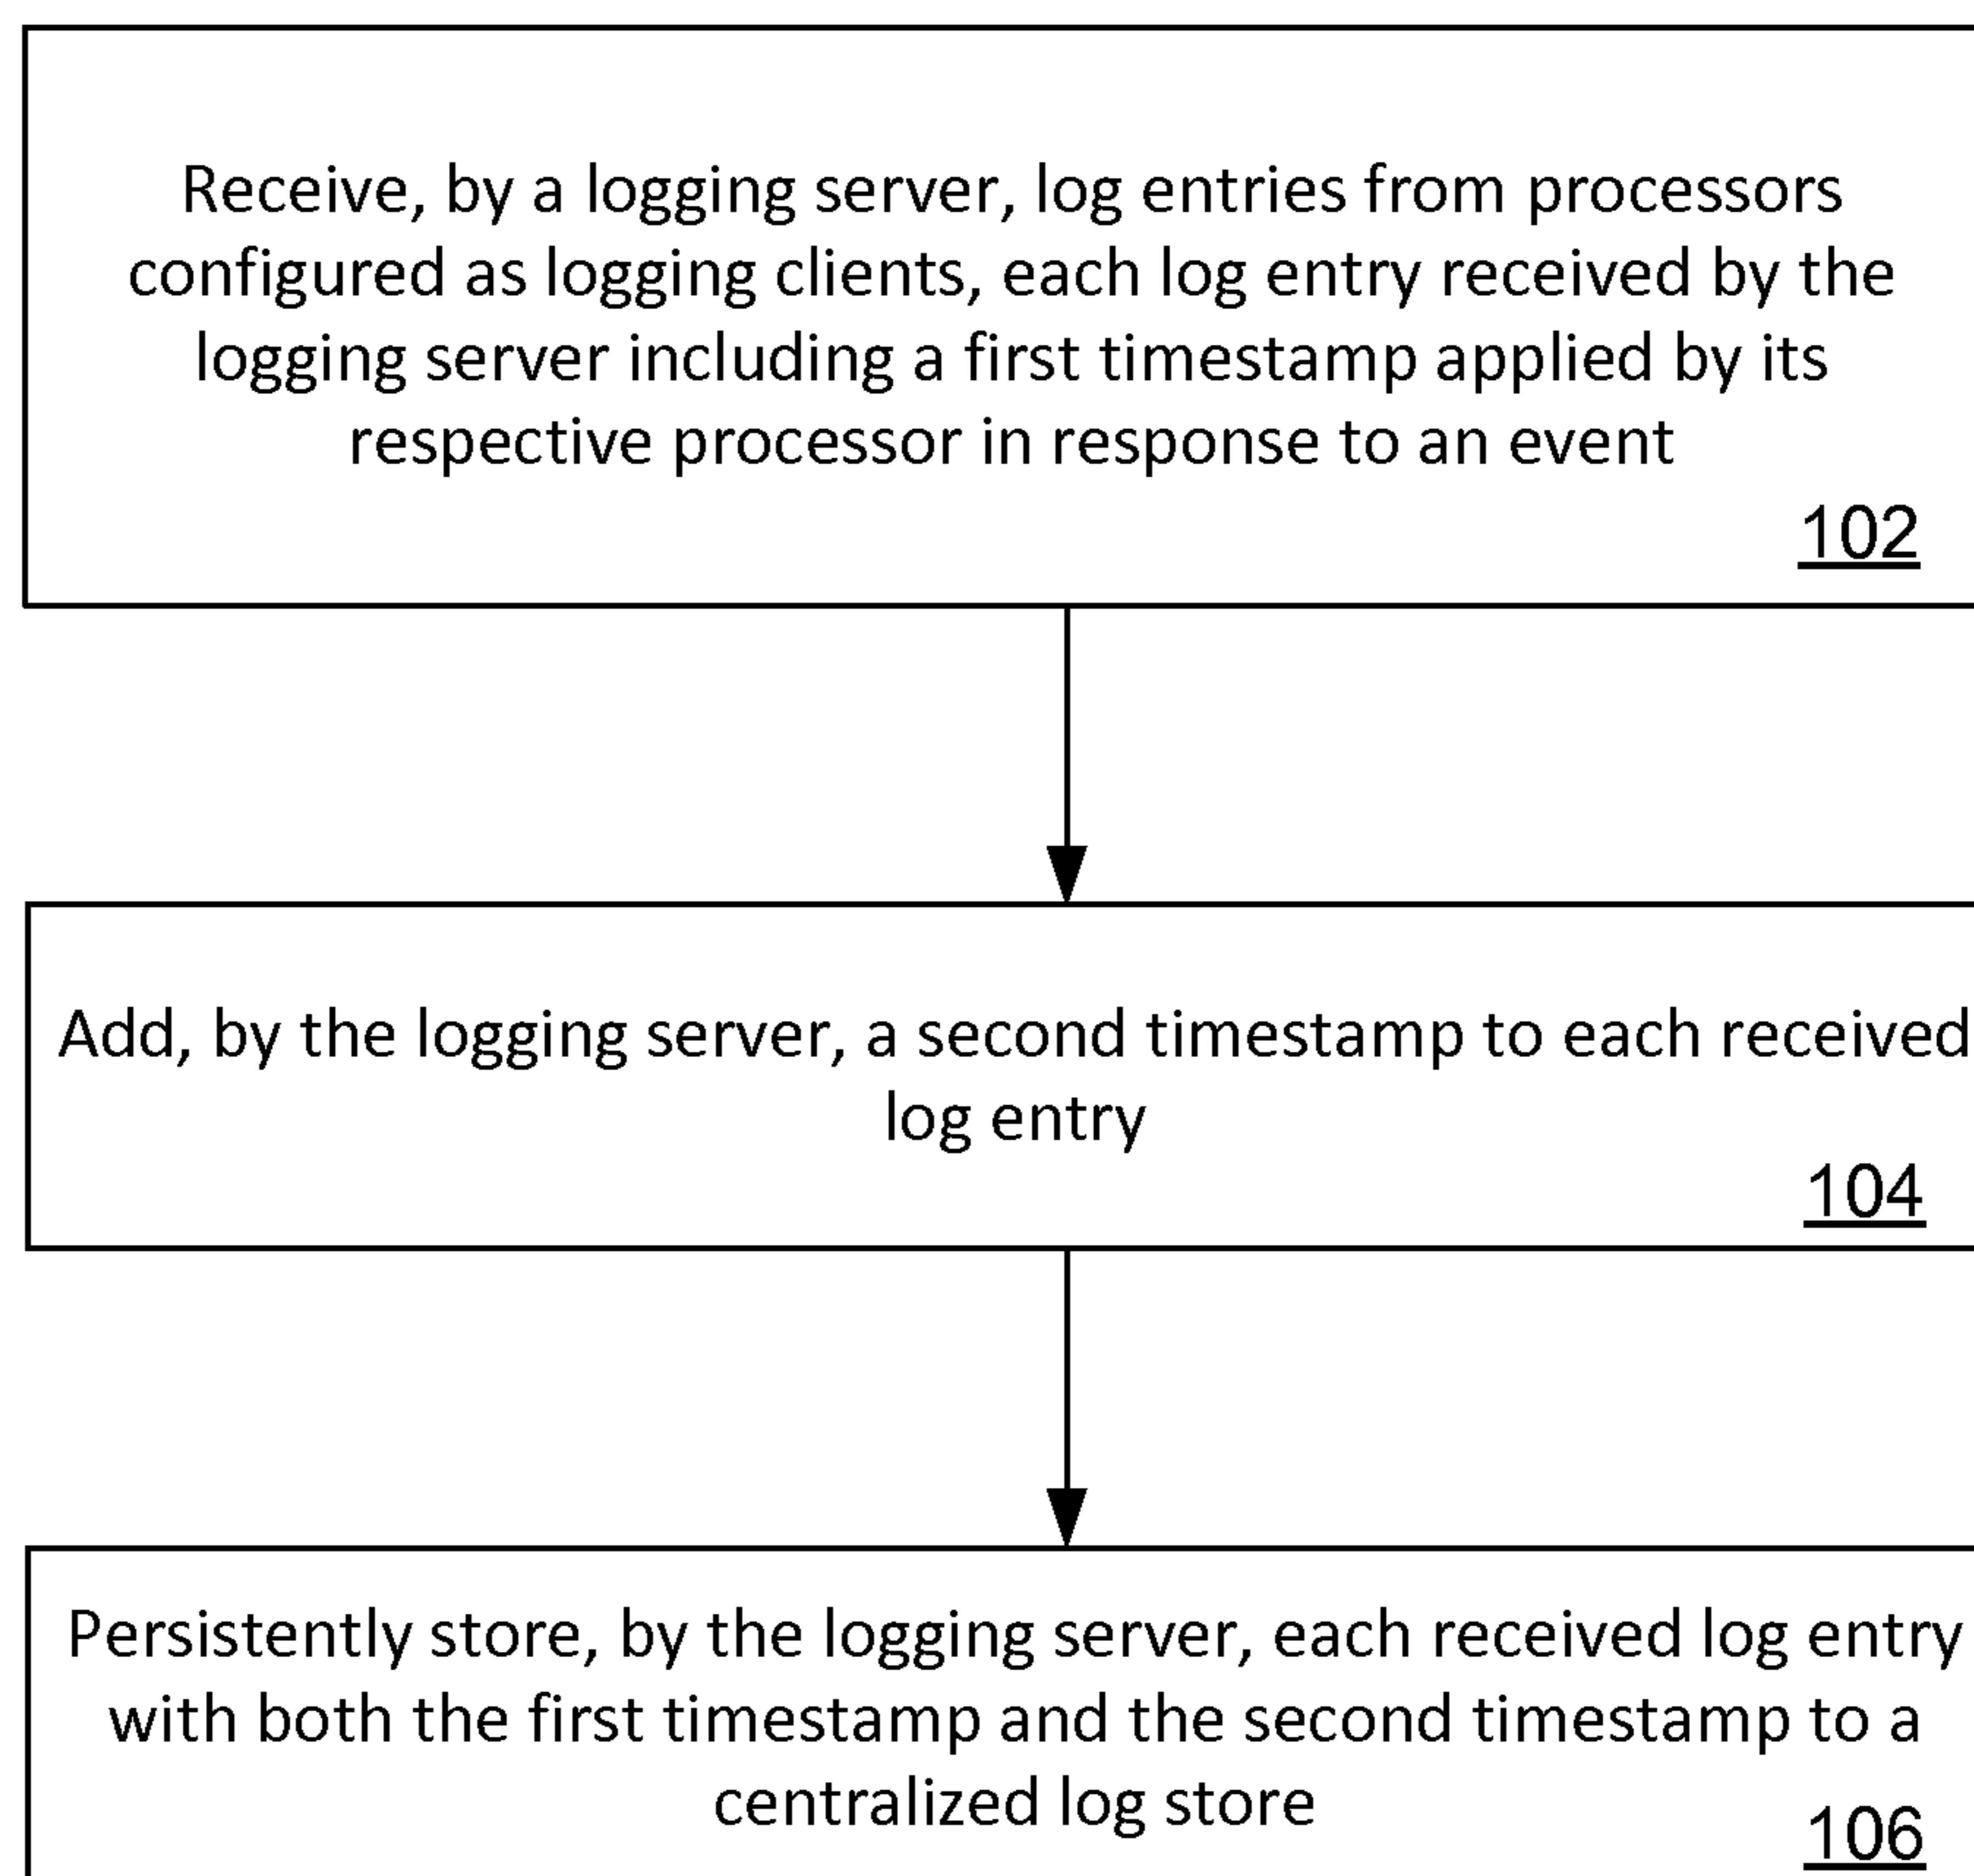 Receive, by a logging server, log entries from processors
configured as logging clients, each log entry received by the
logging server including a first timestamp applied by its
respective processor in response to an event
102
Add, by the logging server, a second timestamp to each received
log entry
104
Persistently store, by the logging server, each received log entry
with both the first timestamp and the second timestamp to a
centralized log store
106